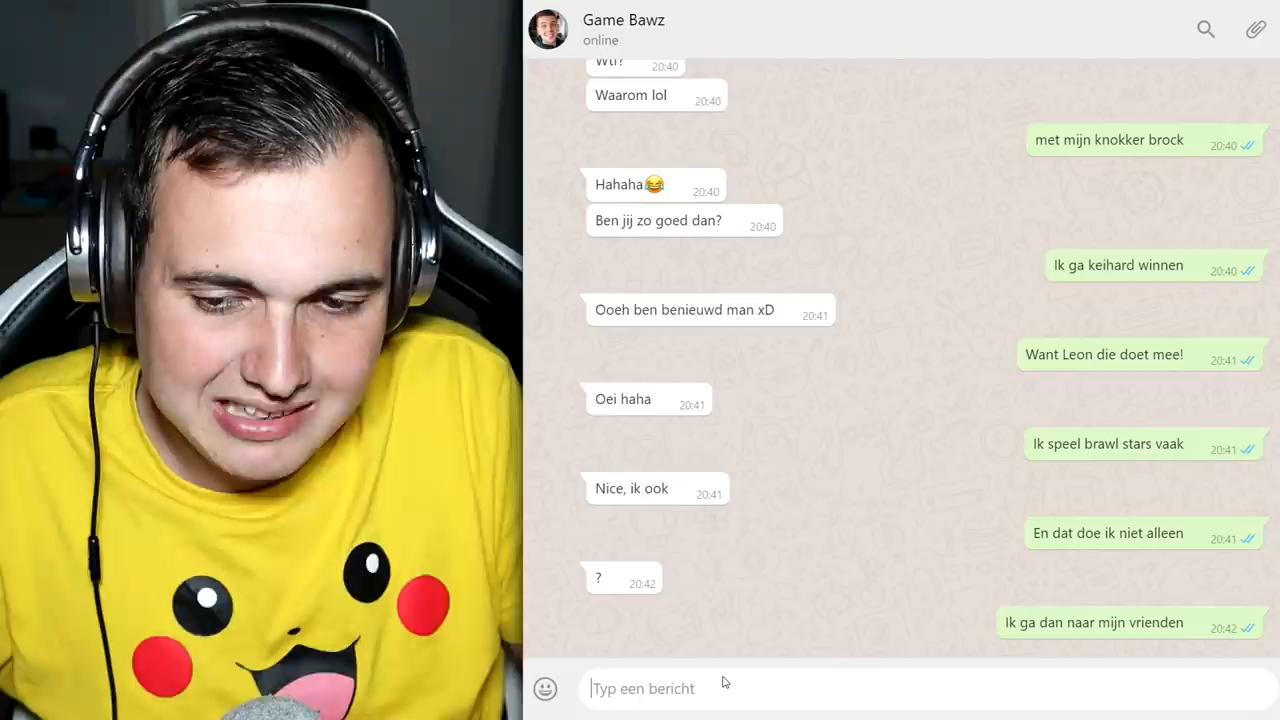 Game Bawz
online
Wtf? 20:40
Waarom lol 20:40
met mijn knokker brock 20:40
Hahaha😂 20:40
Ben jij zo goed dan? 20:40
Ik ga keihard winnen 20:40
Ooeh ben benieuwd man xD 20:41
Want Leon die doet mee! 20:41
Oei haha 20:41
Ik speel brawl stars vaak 20:41
Nice, ik ook 20:41
En dat doe ik niet alleen 20:41
? 20:42
Ik ga dan naar mijn vrienden 20:42
Typ een bericht